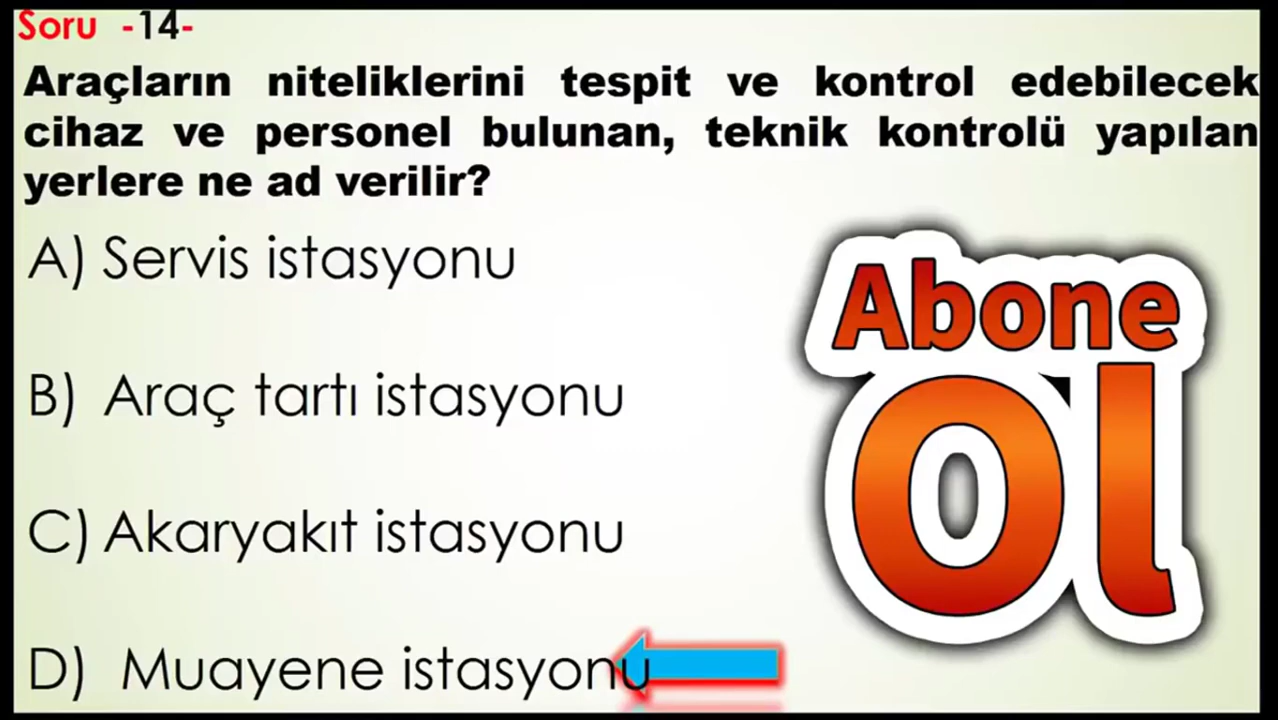 Soru -14-
Araçların niteliklerini tespit ve kontrol edebilecek
cihaz ve personel bulunan, teknik kontrolü yapılan
yerlere ne ad verilir?
A) Servis istasyonu
B) Araç tartı istasyonu
C) Akaryakıt istasyonu
D) Muayene istasyonu
Abone
Ol